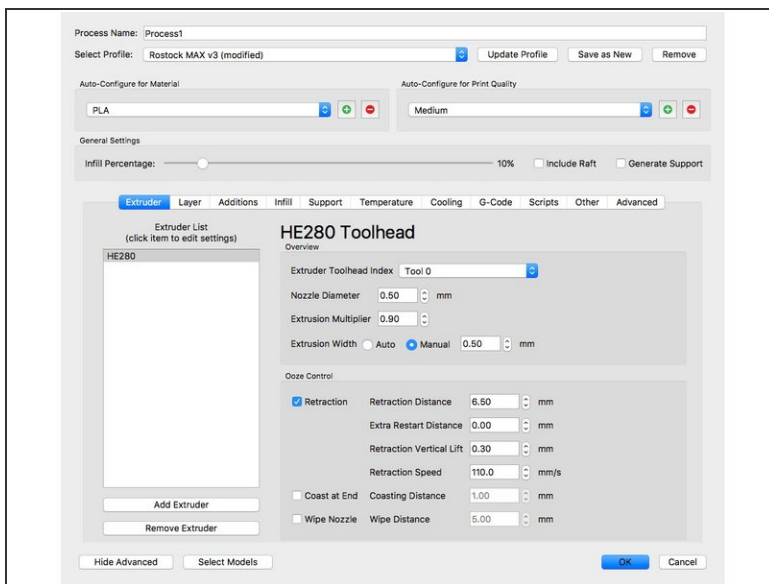 Process Name: Process1
Select Profile: Rostock MAX v3 (modified) Update Profile Save as New Remove
Auto-Configure for Material Auto-Configure for Print Quality
PLA Medium
General Settings
Infill Percentage: 10% Include Raft Generate Support
Extruder Layer Additions Infill Support Temperature Cooling G-Code Scripts Other Advanced
Extruder List
(click item to edit settings)
HE280
HE280 Toolhead
Overview
Extruder Toolhead Index Tool 0
Nozzle Diameter 0.50 mm
Extrusion Multiplier 0.90
Extrusion Width Auto Manual 0.50 mm
Ooze Control
Retraction Retraction Distance 6.50 mm
Extra Restart Distance 0.00 mm
Retraction Vertical Lift 0.30 mm
Retraction Speed 110.0 mm/s
Coast at End Coasting Distance 1.00 mm
Wipe Nozzle Wipe Distance 5.00 mm
Add Extruder
Remove Extruder
Hide Advanced Select Models OK Cancel